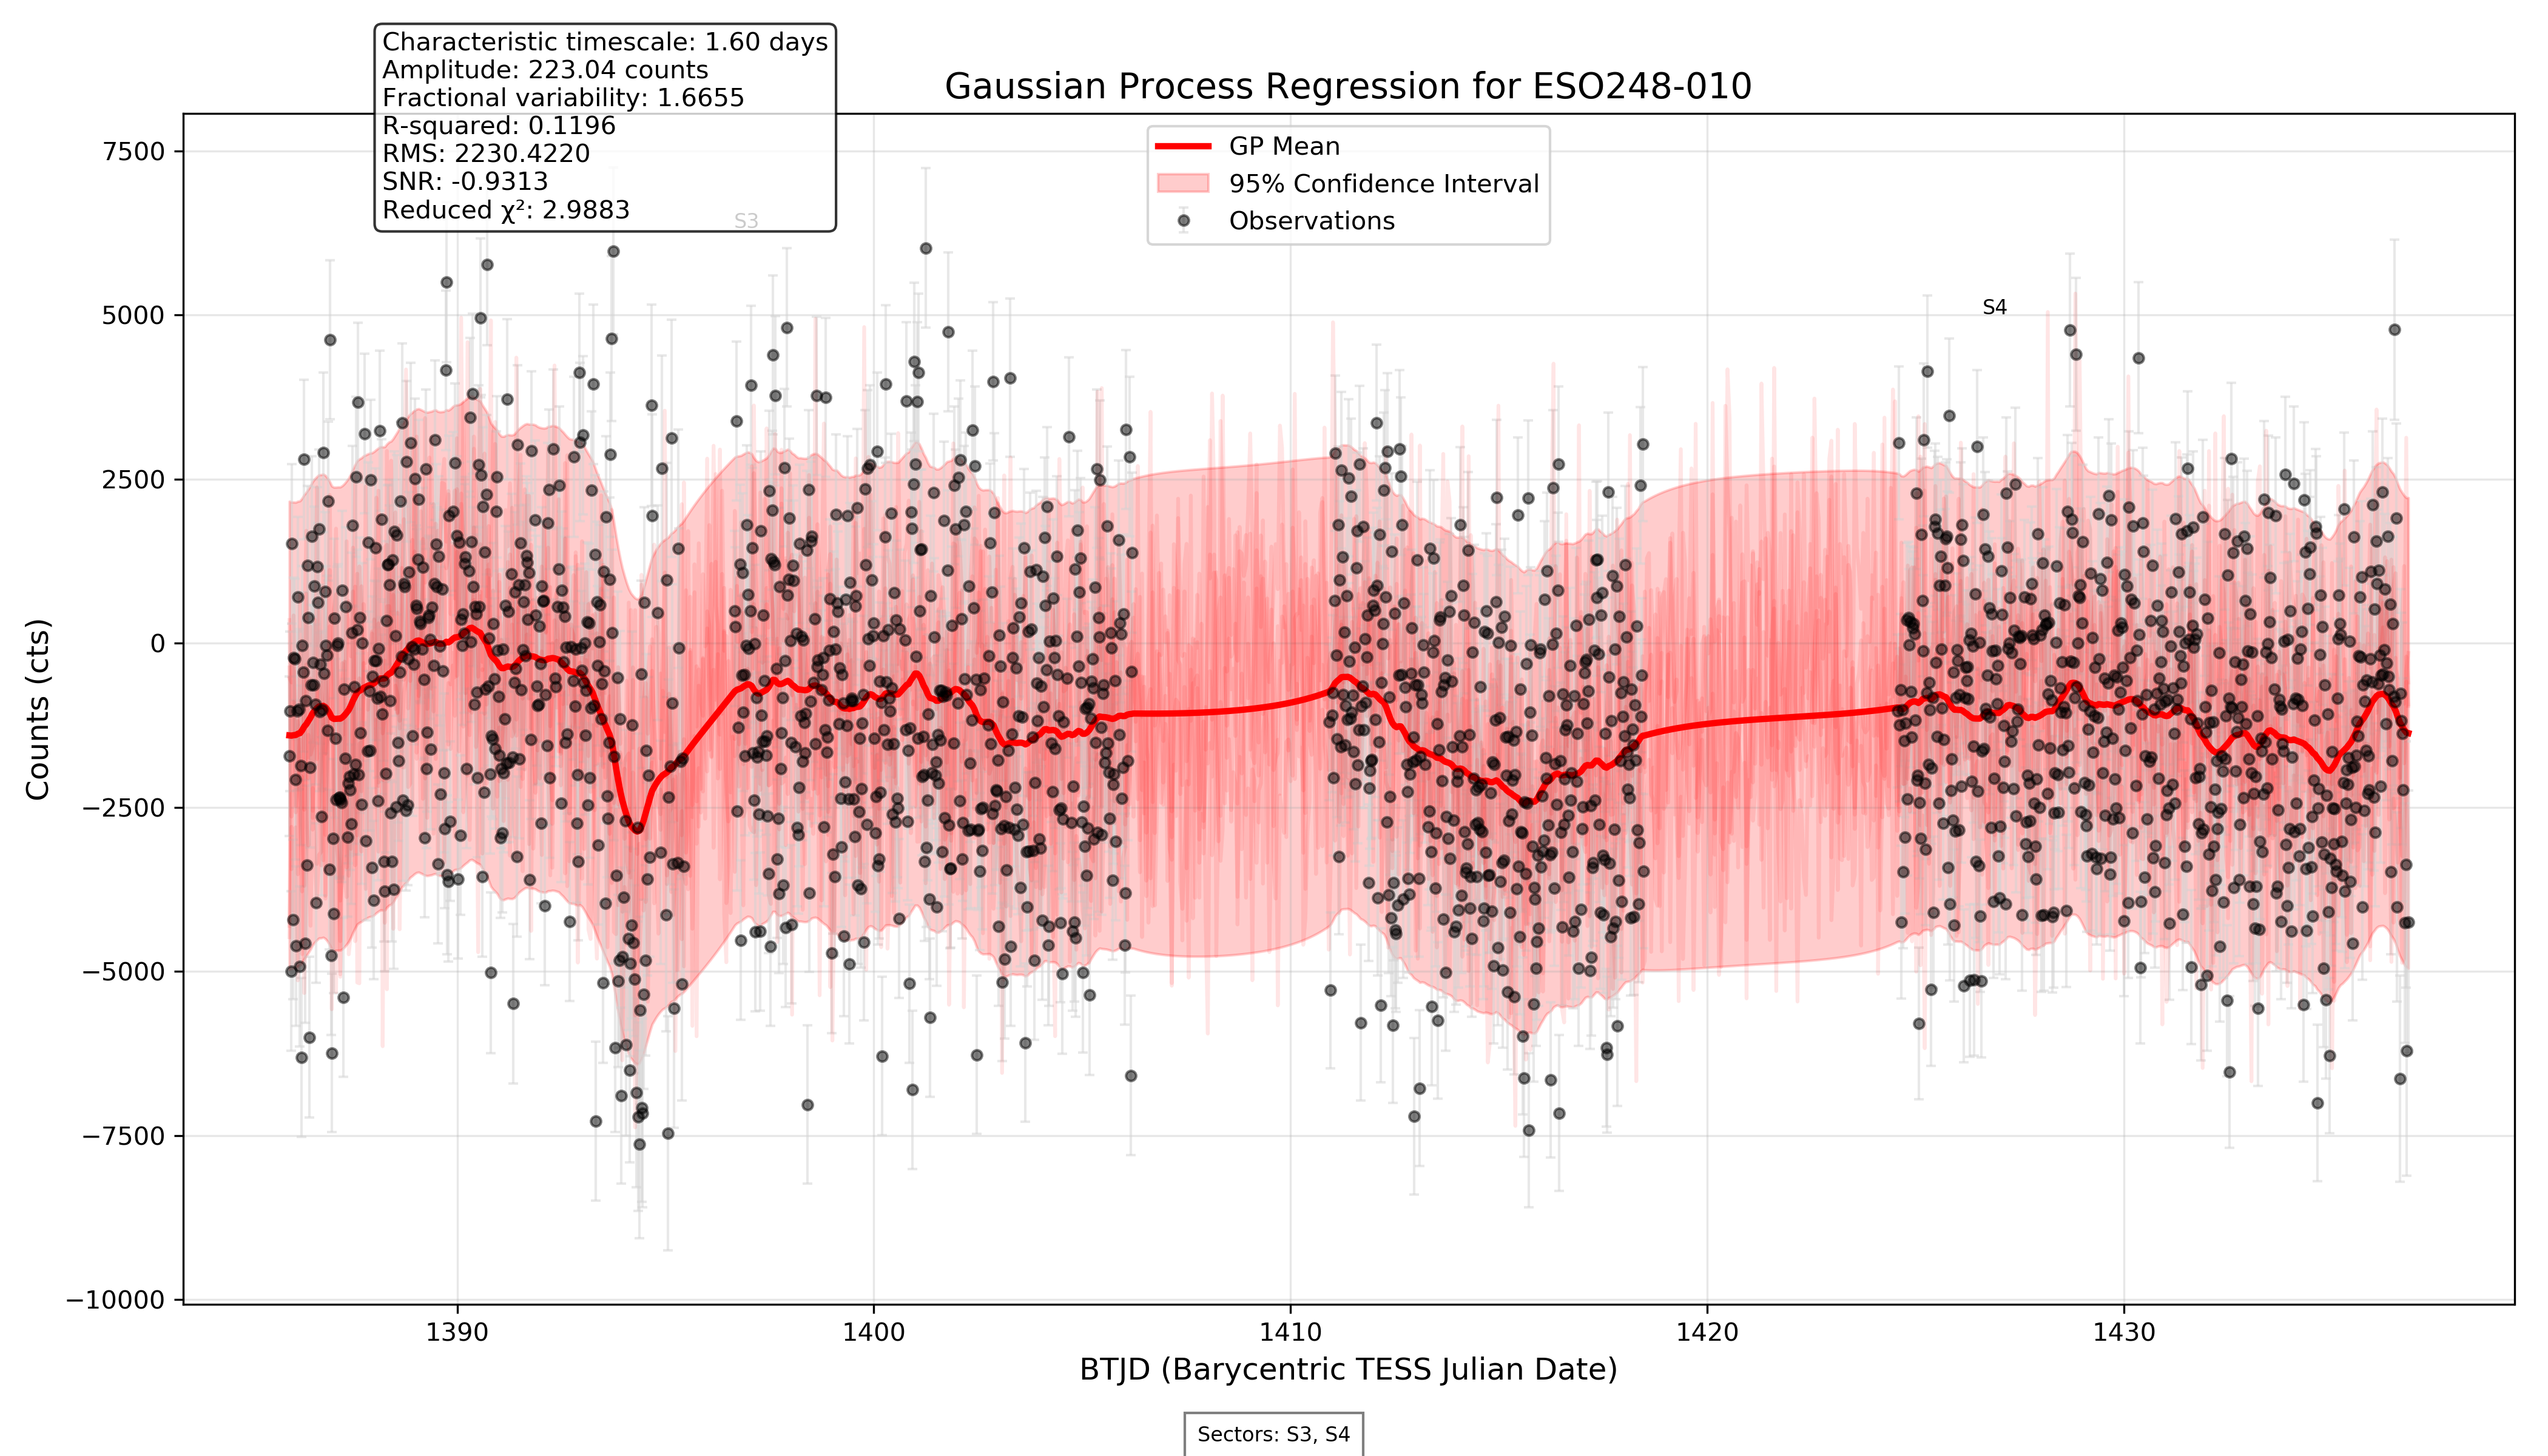 Characteristic timescale: 1.60 days
Amplitude: 223.04 counts
Fractional variability: 1.6655
R-squared: 0.1196
RMS: 2230.4220
SNR: -0.9313
Reduced χ²: 2.9883
Gaussian Process Regression for ESO248-010
GP Mean
95% Confidence Interval
Observations
S3
S4
7500
5000
2500
0
−2500
−5000
−7500
−10000
Counts (cts)
1390
1400
1410
1420
1430
BTJD (Barycentric TESS Julian Date)
Sectors: S3, S4